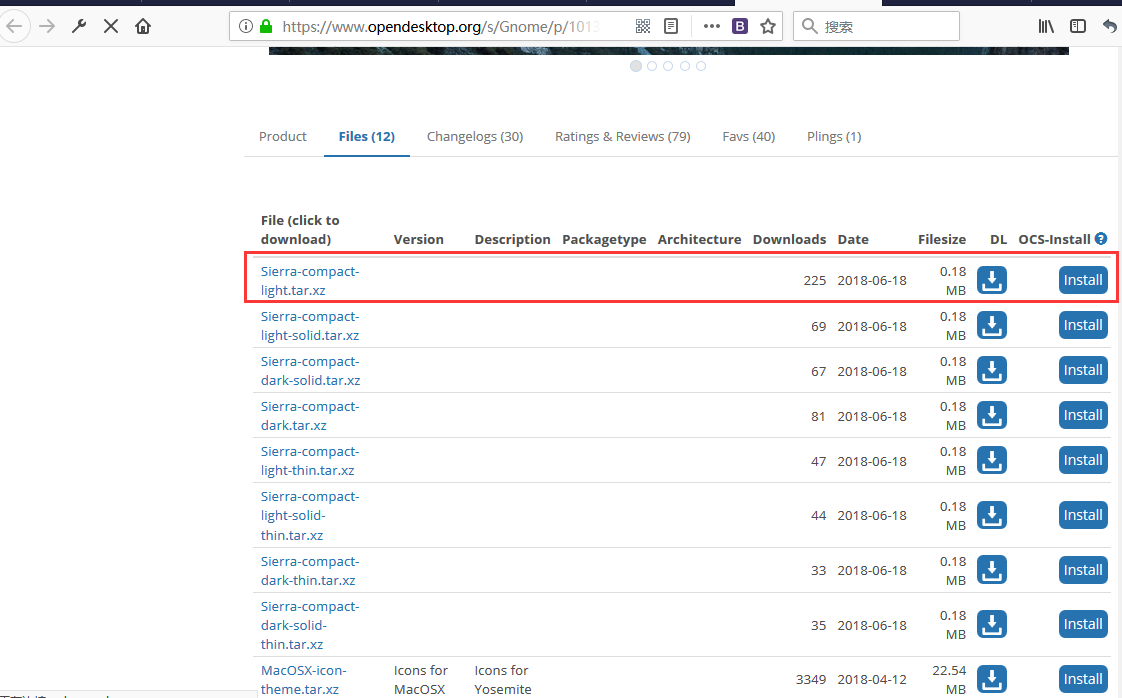 https://www.opendesktop.org/s/Gnome/p/1013
B
搜索
Product
Files (12)
Changelogs (30)
Ratings & Reviews (79)
Favs (40)
Plings (1)
File (click to
download) Version Description Packagetype Architecture Downloads Date Filesize DL OCS-Install ?
Sierra-compact-
light.tar.xz 225 2018-06-18 0.18
MB Install
Sierra-compact-
light-solid.tar.xz 69 2018-06-18 0.18
MB Install
Sierra-compact-
dark-solid.tar.xz 67 2018-06-18 0.18
MB Install
Sierra-compact-
dark.tar.xz 81 2018-06-18 0.18
MB Install
Sierra-compact-
light-thin.tar.xz 47 2018-06-18 0.18
MB Install
Sierra-compact-
light-solid-
thin.tar.xz 44 2018-06-18 0.18
MB Install
Sierra-compact-
dark-thin.tar.xz 33 2018-06-18 0.18
MB Install
Sierra-compact-
dark-solid-
thin.tar.xz 35 2018-06-18 0.18
MB Install
MacOSX-icon-
theme.tar.xz Icons for
MACOSX Icons for
Yosemite 3349 2018-04-12 22.54
MB Install